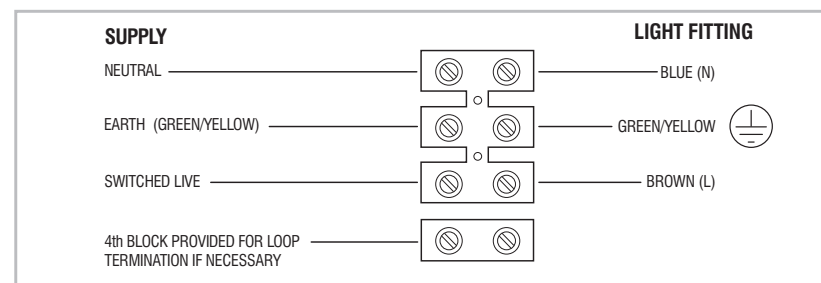 SUPPLY
LIGHT FITTING
NEUTRAL
BLUE (N)
EARTH (GREEN/YELLOW)
GREEN/YELLOW
SWITCHED LIVE
BROWN (L)
4th BLOCK PROVIDED FOR LOOP
TERMINATION IF NECESSARY